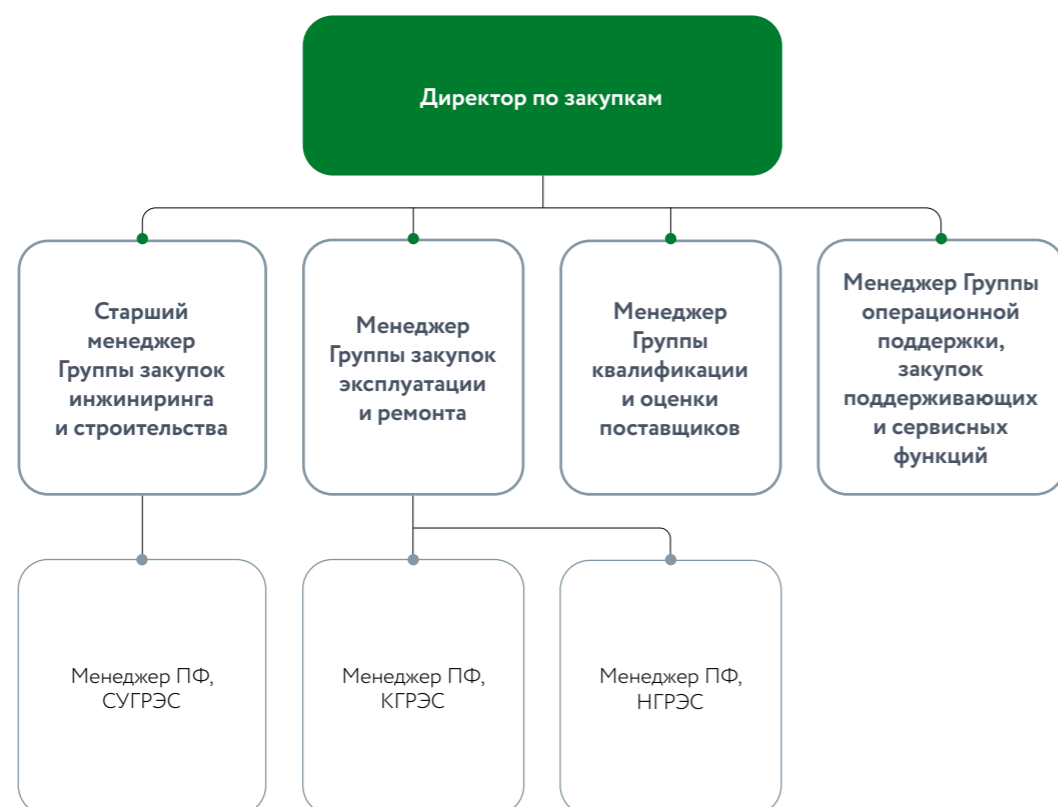 Директор по закупкам
Старший
менеджер
Группы закупок
инжиниринга
и строительства
Менеджер
Группы закупок
эксплуатации
и ремонта
Менеджер
Группы
квалификации
и оценки
поставщиков
Менеджер Группы
операционной
поддержки,
закупок
поддерживающих
и сервисных
функций
Менеджер ПФ,
СУГРЭС
Менеджер ПФ,
КГРЭС
Менеджер ПФ,
НГРЭС